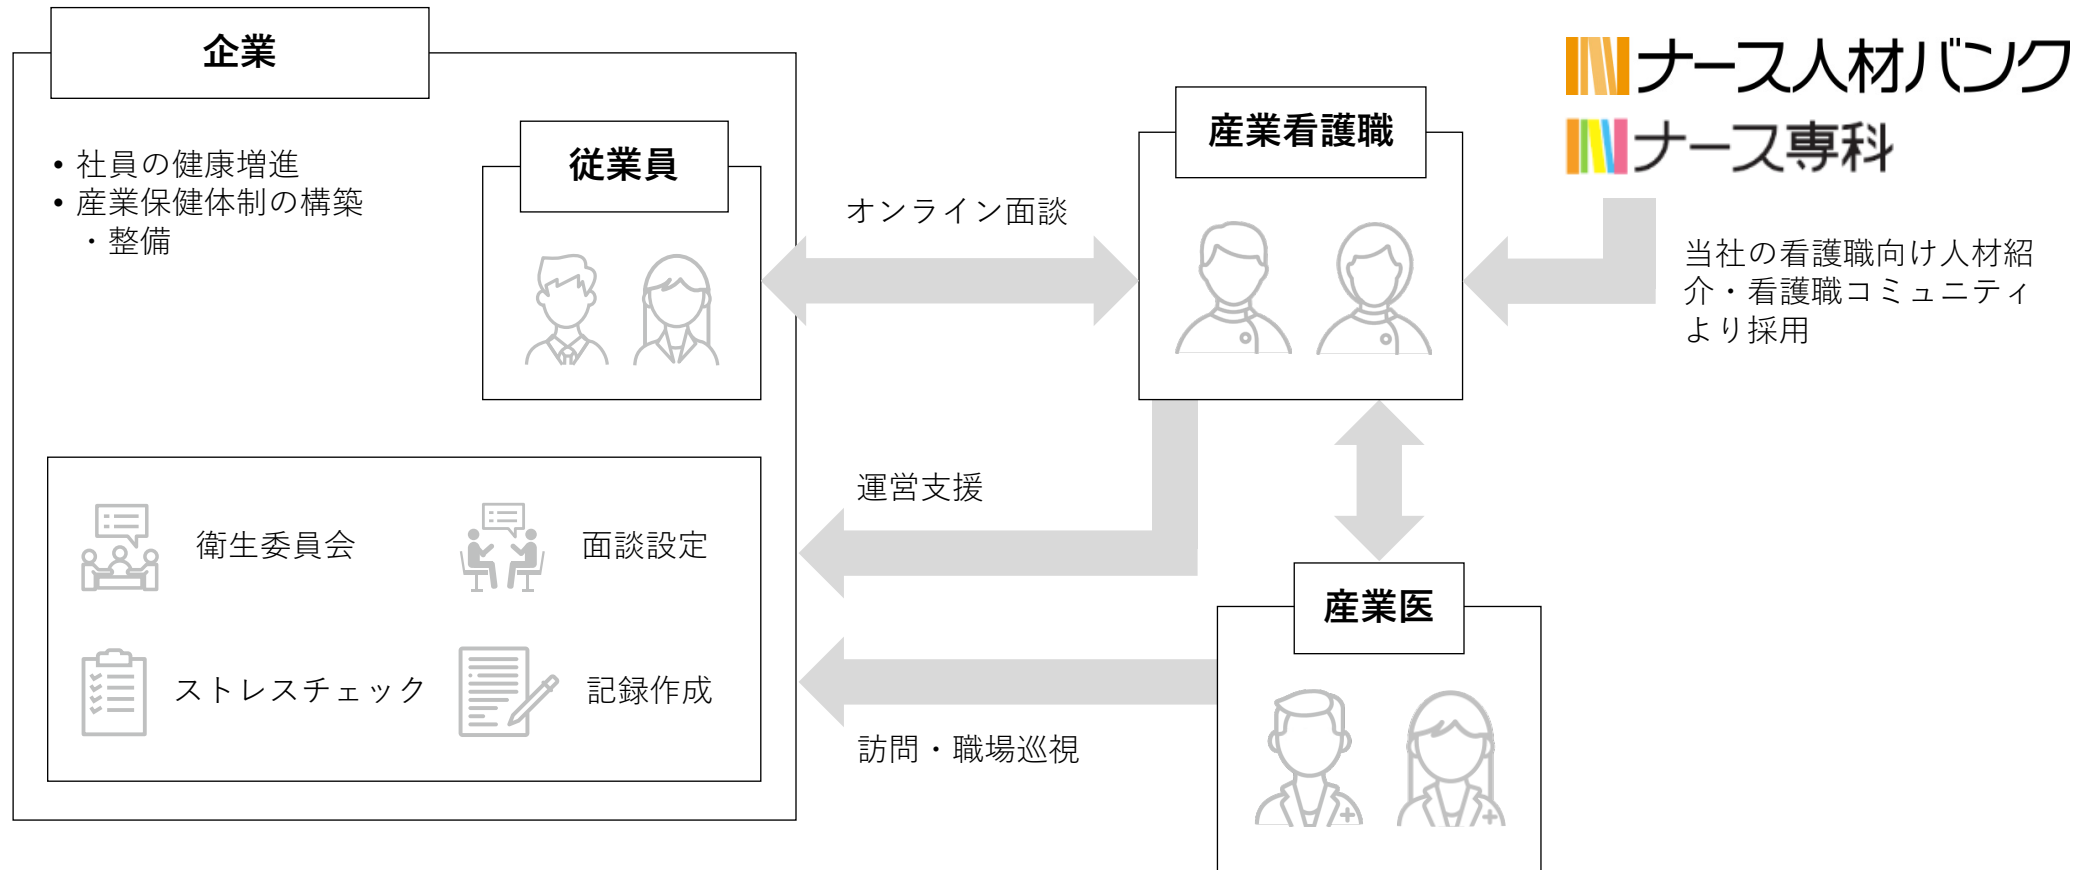 企業
• 社員の健康増進
• 産業保健体制の構築
・整備
従業員
オンライン面談
産業看護職
ナース人材バンク
ナース専科
当社の看護職向け人材紹
介・看護職コミュニティ
より採用
運営支援
衛生委員会
面談設定
ストレスチェック
記録作成
訪問・職場巡視
産業医